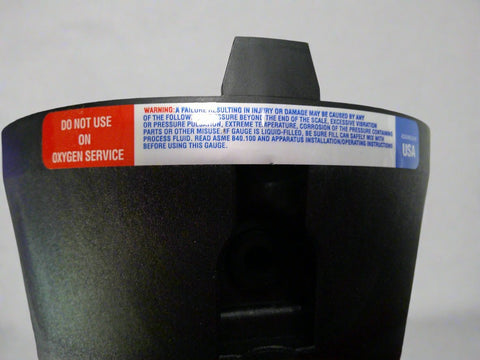 DO NOT USE
ON
OXYGEN SERVICE
WARNING: A FAILURE RESULTING IN INJURY OR DAMAGE MAY BE CAUSED BY ANY
OF THE FOLLOW PRESSURE BEYOND THE END OF THE SCALE, EXCESSIVE VIBRATION
OR PRESSURE PULSATION, EXTREME TEMPERATURE, CORROSION OF THE PRESSURE CONTAINING
PARTS OR OTHER MISUSE. IF GAUGE IS LIQUID-FILLED, BE SURE FILL CAN SAFELY MIX WITH
PROCESS FLUID. READ ASME B40.100 AND APPARATUS INSTALLATION/OPERATING INSTRUCTIONS
BEFORE USING THIS GAUGE.
USA